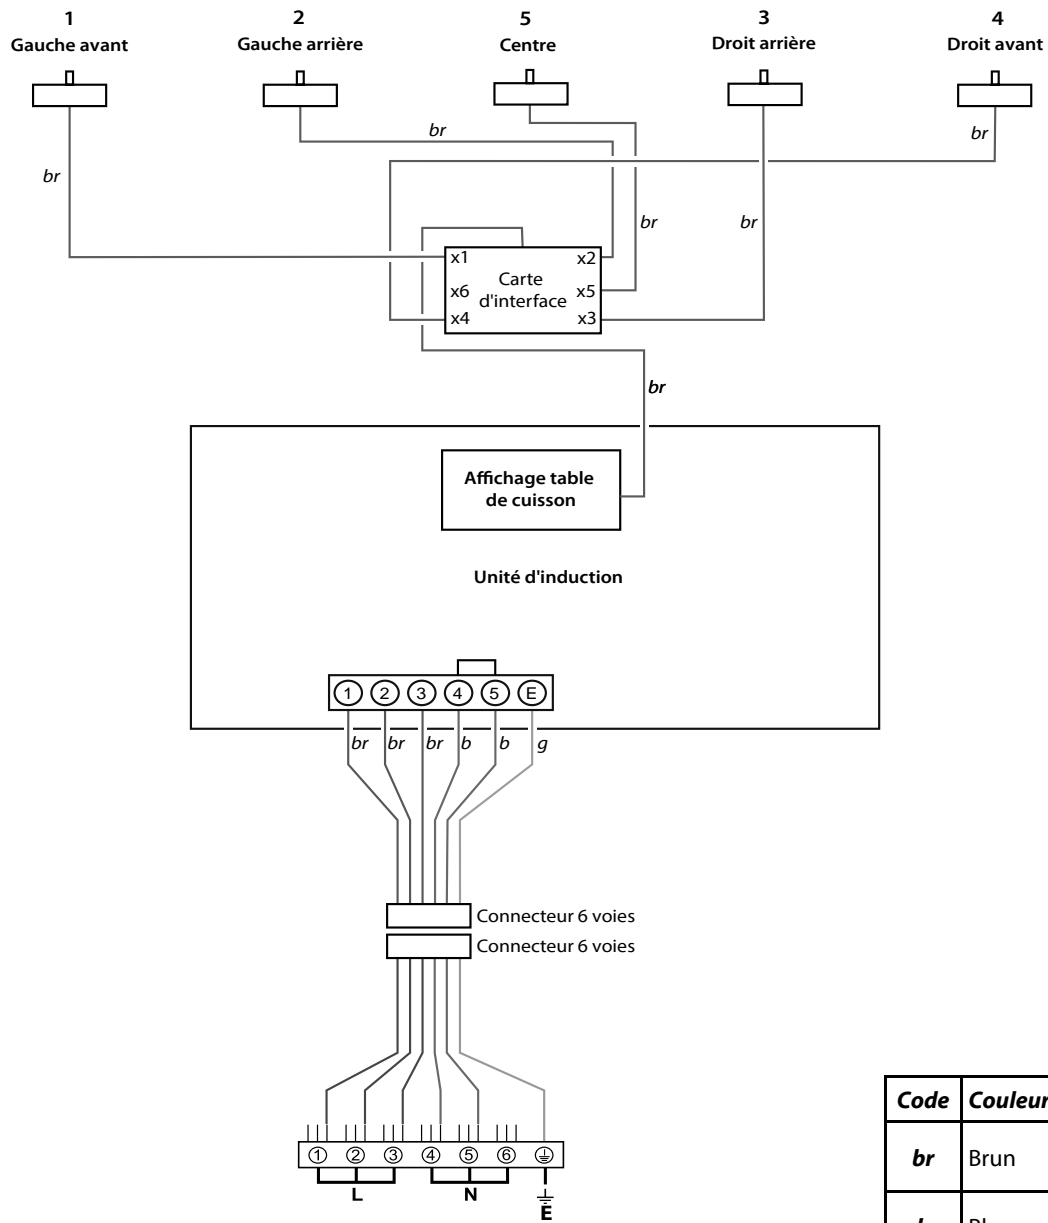 1
Gauche avant
2
Gauche arrière
5
Centre
3
Droit arrière
4
Droit avant
br
br
br
br
br
x1
x2
Carte
d'interface
x6
x5
x4
x3
br
Affichage table
de cuisson
Unité d'induction
1 2 3 4 5 E
br br br b b g
Connecteur 6 voies
Connecteur 6 voies
1 2 3 4 5 6
L
N
E
Code Couleur
br Brun